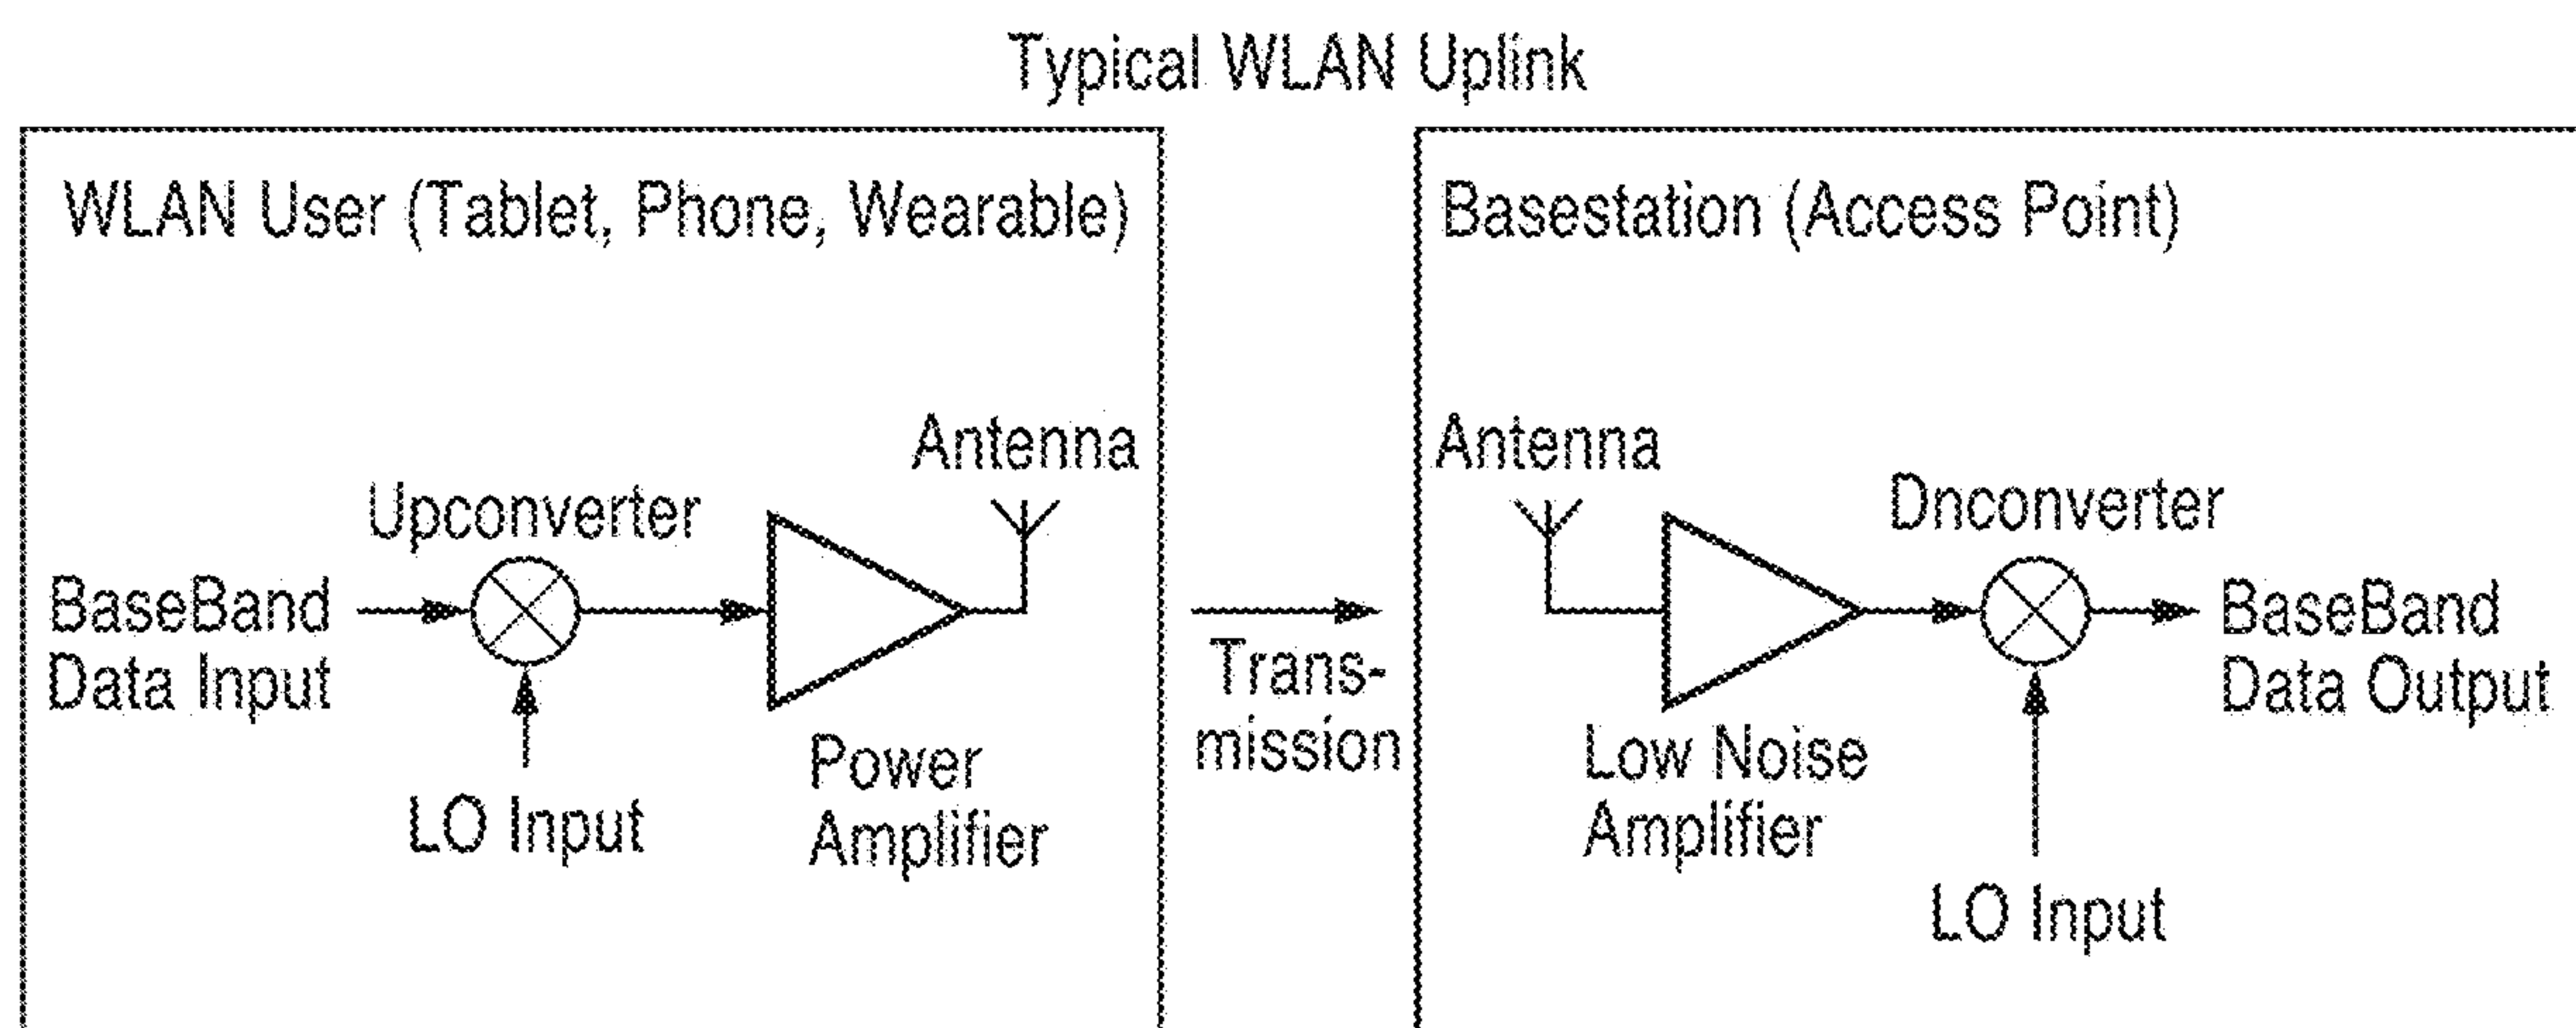 Typical WLAN Uplink
WLAN User (Tablet, Phone, Wearable)
Antenna
Upconverter
BaseBand
Data Input
LO Input
Power
Amplifier
Trans-
mission
Basestation (Access Point)
Antenna
Dnconverter
Low Noise
Amplifier
LO Input
BaseBand
Data Output